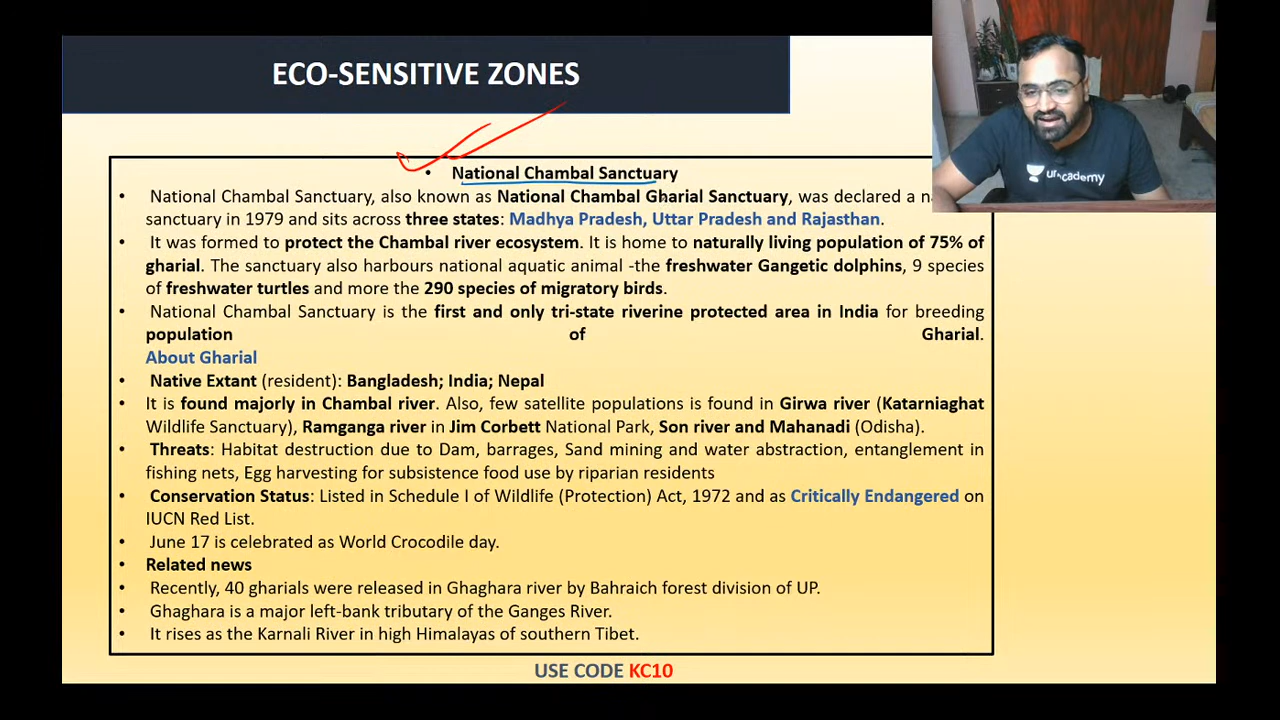 ECO-SENSITIVE ZONES
• National Chambal Sanctuary
• National Chambal Sanctuary, also known as National Chambal Gharial Sanctuary, was declared a
sanctuary in 1979 and sits across three states: Madhya Pradesh, Uttar Pradesh and Rajasthan.
• It was formed to protect the Chambal river ecosystem. It is home to naturally living population of 75% of
gharial. The sanctuary also harbours national aquatic animal -the freshwater Gangetic dolphins, 9 species
of freshwater turtles and more the 290 species of migratory birds.
• National Chambal Sanctuary is the first and only tri-state riverine protected area in India for breeding
population of Gharial.
About Gharial
• Native Extant (resident): Bangladesh; India; Nepal
• It is found majorly in Chambal river. Also, few satellite populations is found in Girwa river (Katarniaghat
Wildlife Sanctuary), Ramganga river in Jim Corbett National Park, Son river and Mahanadi (Odisha).
• Threats: Habitat destruction due to Dam, barrages, Sand mining and water abstraction, entanglement in
fishing nets, Egg harvesting for subsistence food use by riparian residents
• Conservation Status: Listed in Schedule I of Wildlife (Protection) Act, 1972 and as Critically Endangered on
IUCN Red List.
• June 17 is celebrated as World Crocodile day.
• Related news
• Recently, 40 gharials were released in Ghaghara river by Bahraich forest division of UP.
• Ghaghara is a major left-bank tributary of the Ganges River.
• It rises as the Karnali River in high Himalayas of southern Tibet.
USE CODE KC10